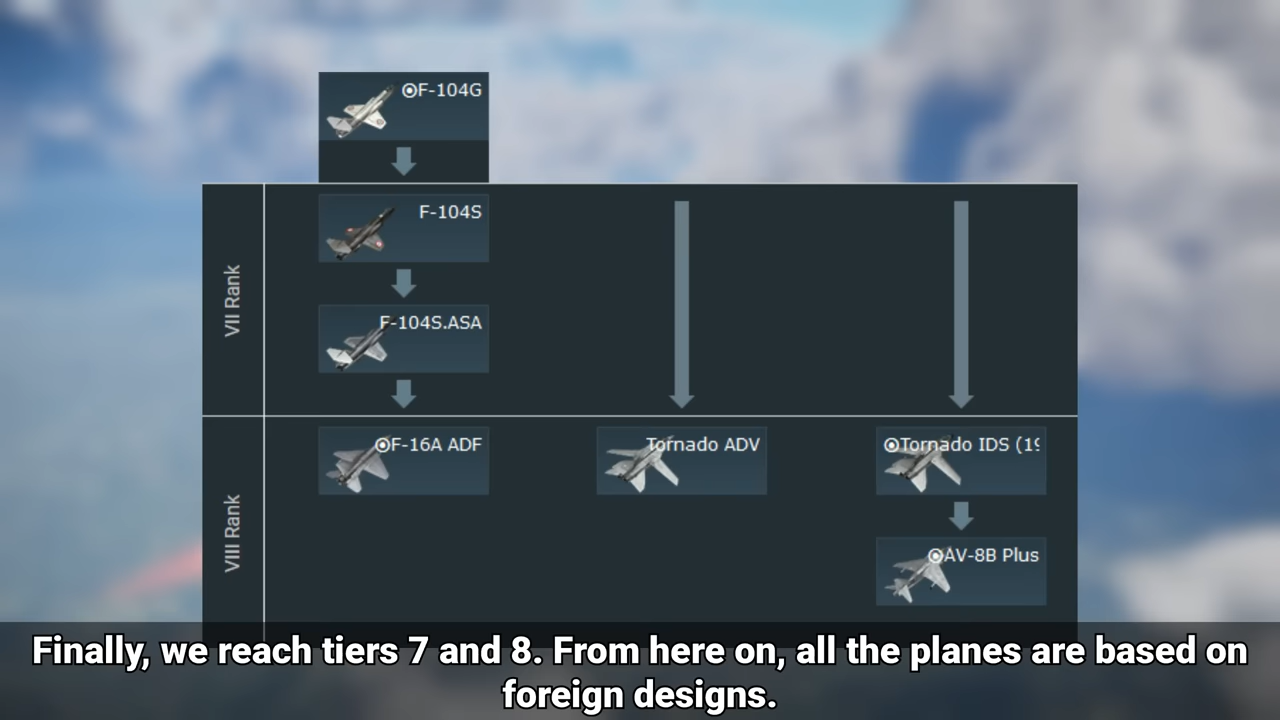 ◉F-104G
VII Rank
F-104S
F-104S.ASA
VIII Rank
◉F-16A ADF
Tornado ADV
◉Tornado IDS (19
◉AV-8B Plus
Finally, we reach tiers 7 and 8. From here on, all the planes are based on
foreign designs.